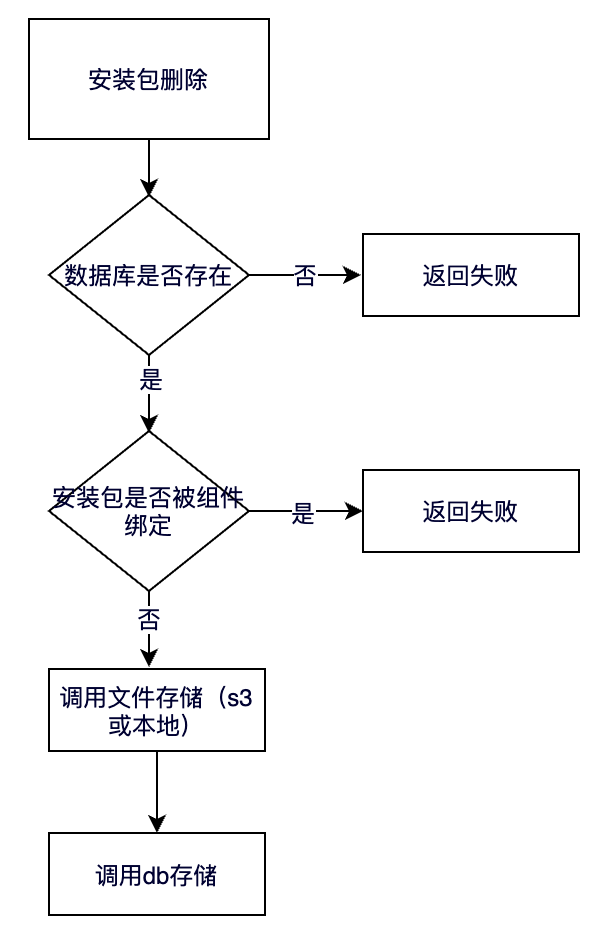 安装包删除
数据库是否存在
否
返回失败
是
安装包是否被组件
绑定
是
返回失败
否
调用文件存储（s3
或本地）
调用db存储